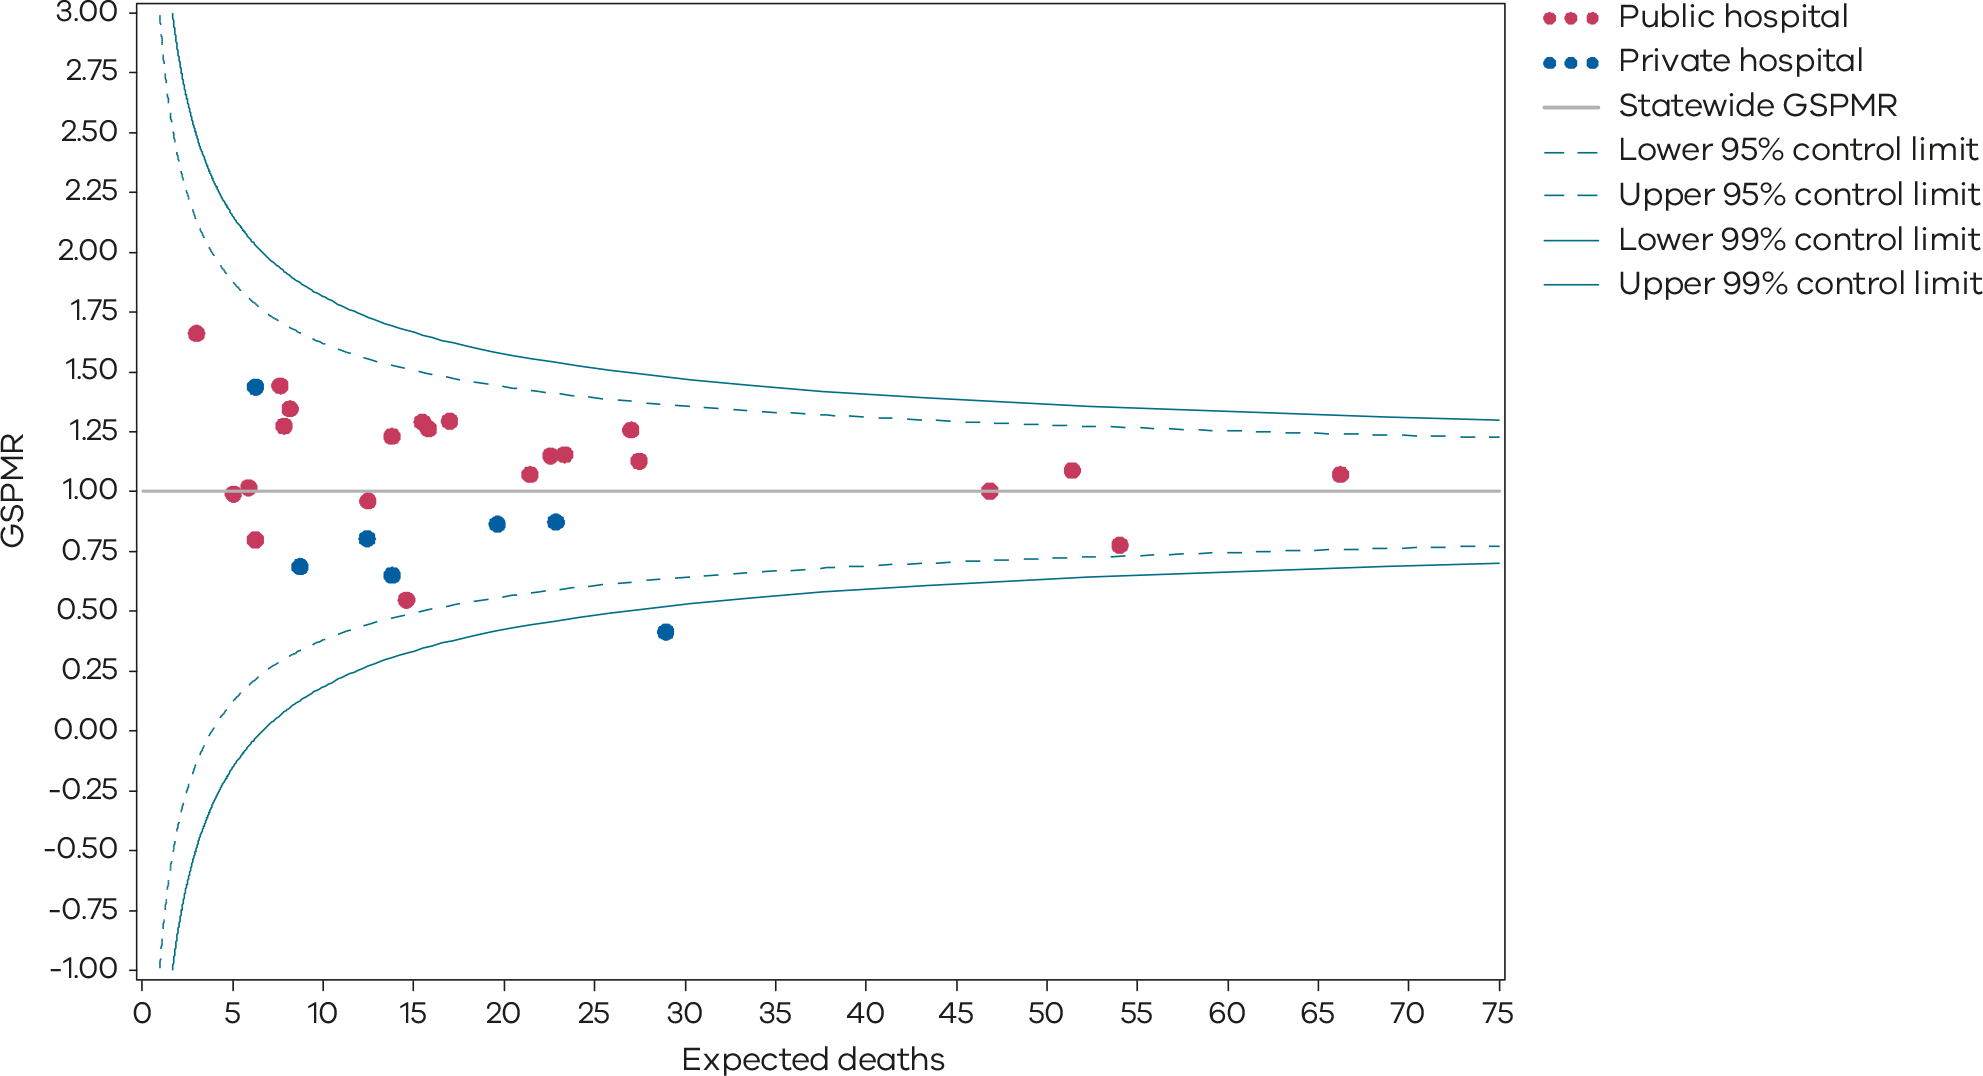 3.00
2.75
2.50
2.25
2.00
1.75
1.50
1.25
1.00
0.75
0.50
0.25
0.00
-0.25
-0.50
-0.75
-1.00
GSPMR
0 5 10 15 20 25 30 35 40 45 50 55 60 65 70 75
Expected deaths
Public hospital
Private hospital
Statewide GSPMR
Lower 95% control limit
Upper 95% control limit
Lower 99% control limit
Upper 99% control limit